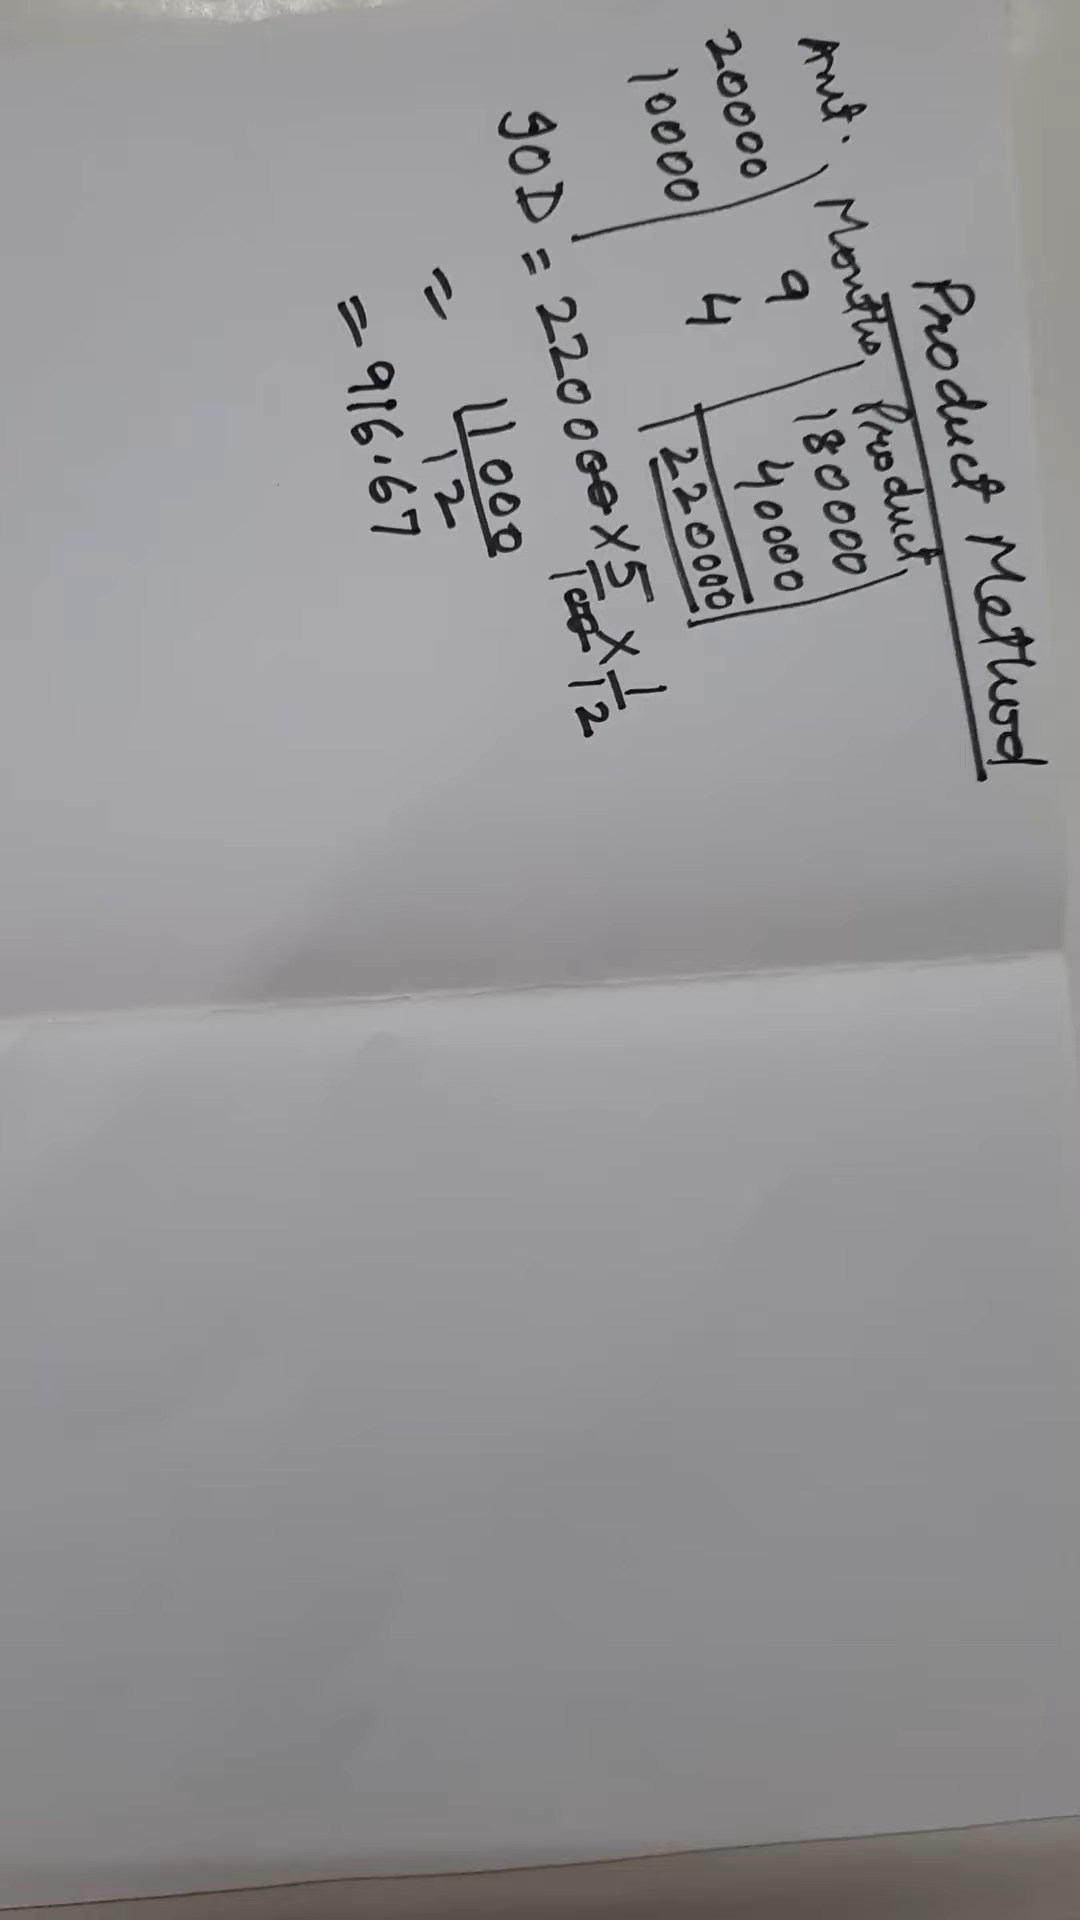 Product Method
Amt. Months Product
20000 9 180000
10000 4 40000
220000
IOD = 220000 × 5/100 × 1/12
= 11000/12
= 916.67